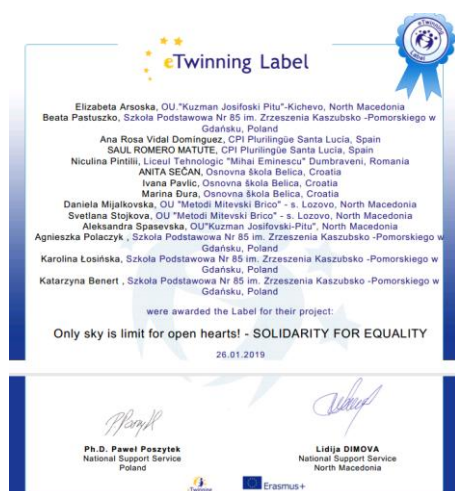 eTwinning
Label
eTwinning Label
Elizabeta Arsoska, OU."Kuzman Josifoski Pitu"-Kichevo, North Macedonia
Beata Pastuszko, Szkoła Podstawowa Nr 85 im. Zrzeszenia Kaszubsko -Pomorskiego w
Gdańsku, Poland
Ana Rosa Vidal Domínguez, CPI Plurilingüe Santa Lucía, Spain
SAUL ROMERO MATUTE, CPI Plurilingüe Santa Lucía, Spain
Niculina Pintilii, Liceul Tehnologic "Mihai Eminescu" Dumbraveni, Romania
ANITA SEČAN, Osnovna škola Belica, Croatia
Ivana Pavlic, Osnovna škola Belica, Croatia
Marina Đura, Osnovna škola Belica, Croatia
Daniela Mijalkovska, OU "Metodi Mitevski Brico" - s. Lozovo, North Macedonia
Svetlana Stojkova, OU "Metodi Mitevski Brico" - s. Lozovo, North Macedonia
Aleksandra Spasevska, OU"Kuzman Josifovski-Pitu", North Macedonia
Agnieszka Polaczyk , Szkoła Podstawowa Nr 85 im. Zrzeszenia Kaszubsko -Pomorskiego w
Gdańsku, Poland
Karolina Łosińska, Szkoła Podstawowa Nr 85 im. Zrzeszenia Kaszubsko -Pomorskiego w
Gdańsku, Poland
Katarzyna Benert , Szkoła Podstawowa Nr 85 im. Zrzeszenia Kaszubsko -Pomorskiego w
Gdańsku, Poland
were awarded the Label for their project:
Only sky is limit for open hearts! - SOLIDARITY FOR EQUALITY
26.01.2019
Ph.D. Paweł Poszytek
National Support Service
Poland
Lidija DIMOVA
National Support Service
North Macedonia
eTwinning
Erasmus+